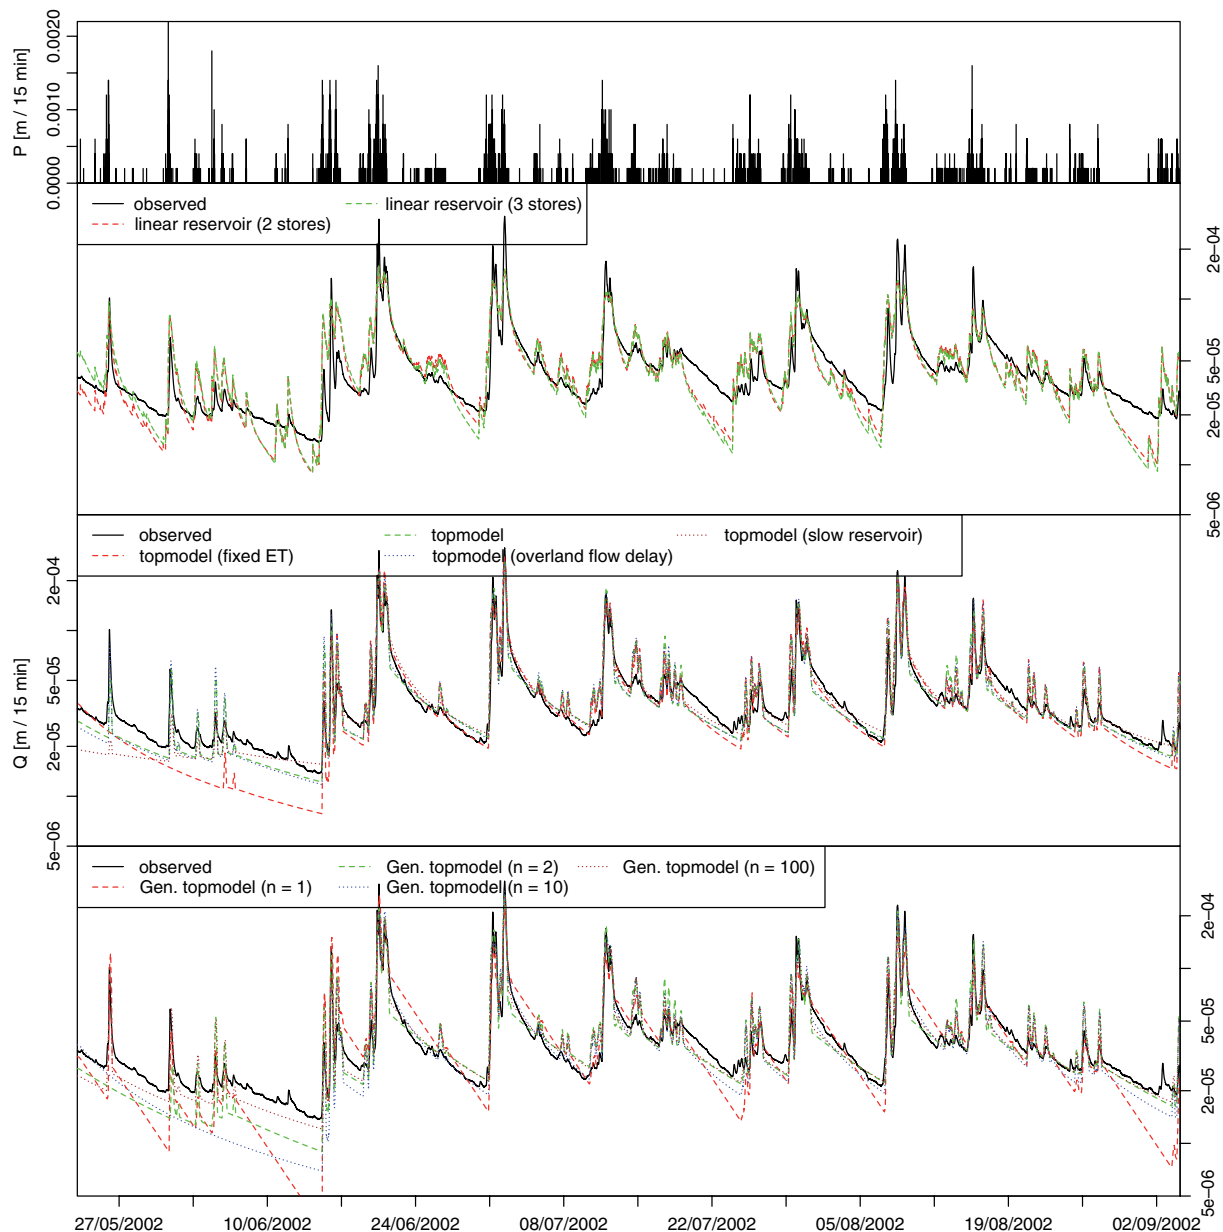 P [m / 15 min]
0.0000 0.0010 0.0020
observed
linear reservoir (3 stores)
linear reservoir (2 stores)
5e−06 2e−05 5e−05 2e−04
observed
topmodel
topmodel (slow reservoir)
topmodel (fixed ET)
topmodel (overland flow delay)
Q [m / 15 min]
5e−06 2e−05 5e−05 2e−04
observed
Gen. topmodel (n = 2)
Gen. topmodel (n = 100)
Gen. topmodel (n = 1)
Gen. topmodel (n = 10)
5e−06 2e−05 5e−05 2e−04
27/05/2002 10/06/2002 24/06/2002 08/07/2002 22/07/2002 05/08/2002 19/08/2002 02/09/2002